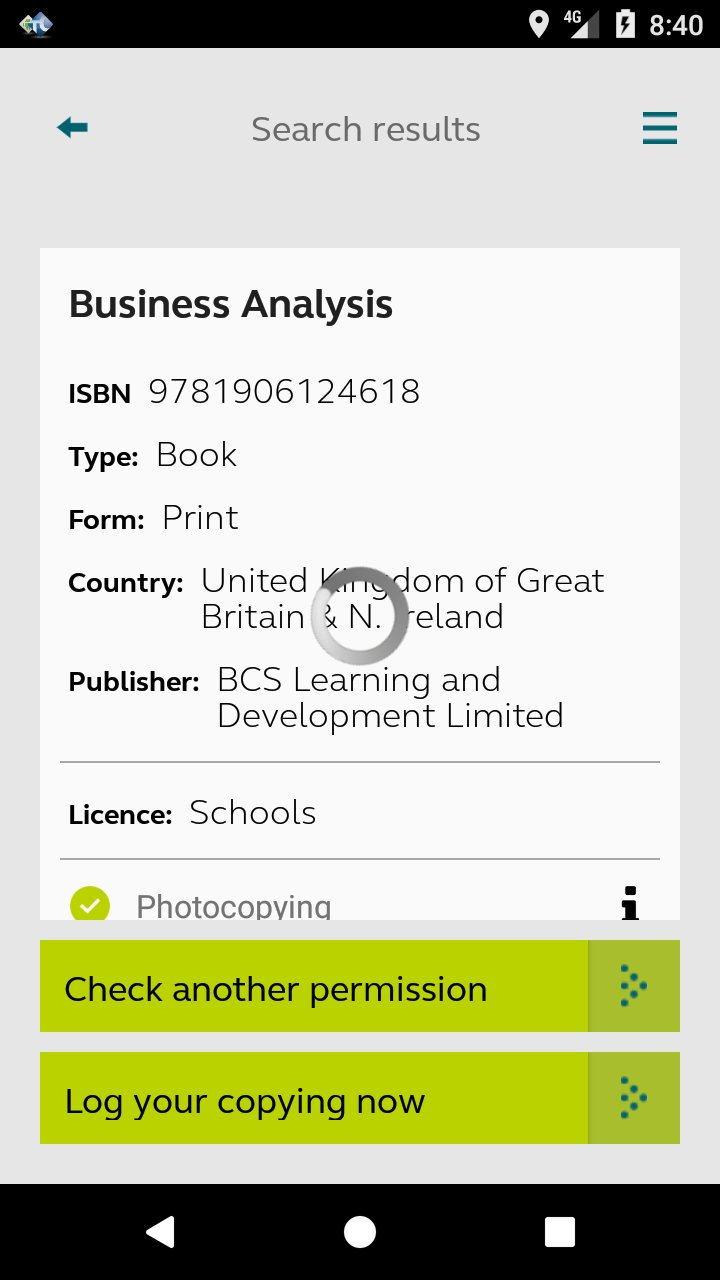 4G 8:40
Search results
Business Analysis
ISBN 9781906124618
Type: Book
Form: Print
Country: United Kingdom of Great
Britain & N. Ireland
Publisher: BCS Learning and
Development Limited
Licence: Schools
Photocopying
Check another permission
Log your copying now